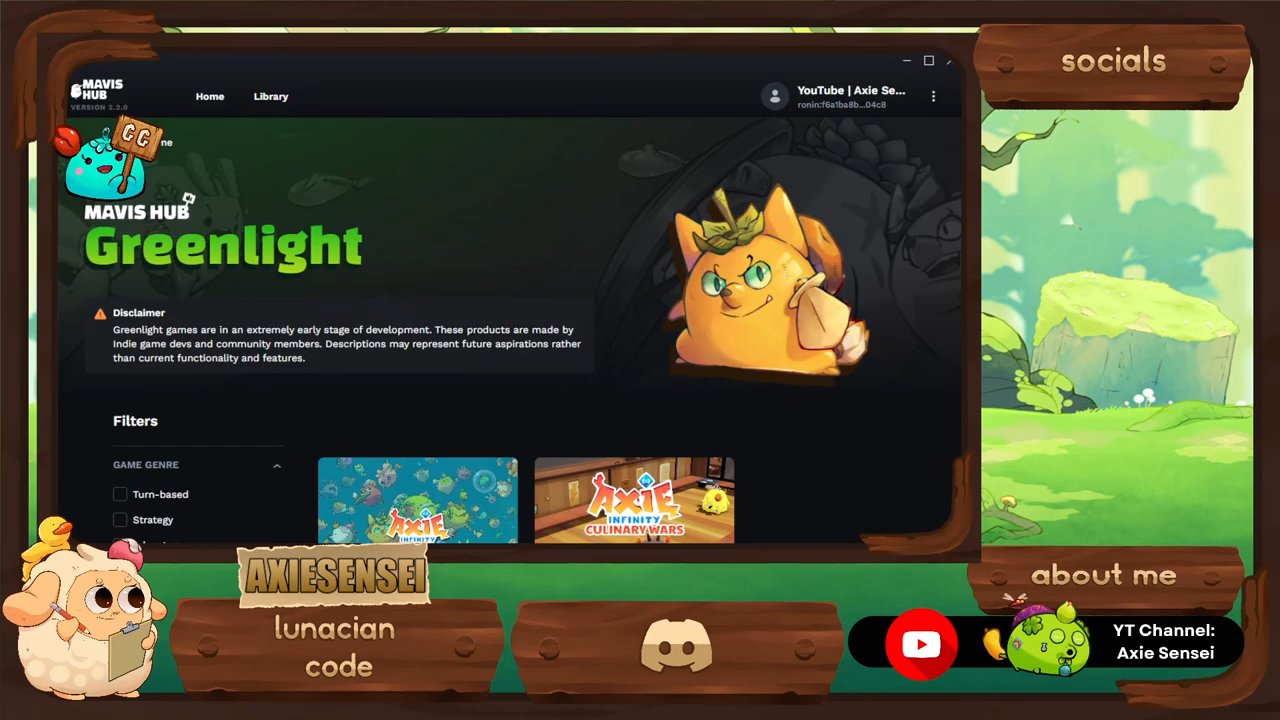 socials
MAVIS
HUB
VERSION 2.2.0
Home
Library
YouTube | Axie Se...
ronin:f6a1ba8b...04c8
GG
me
MAVIS HUB
Greenlight
Disclaimer
Greenlight games are in an extremely early stage of development. These products are made by
Indie game devs and community members. Descriptions may represent future aspirations rather
than current functionality and features.
Filters
GAME GENRE
Turn-based
Strategy
AXIE
INFINITY
AXIE
INFINITY
CULINARY WARS
AXIESENSEI
lunacian
code
about me
YT Channel:
Axie Sensei